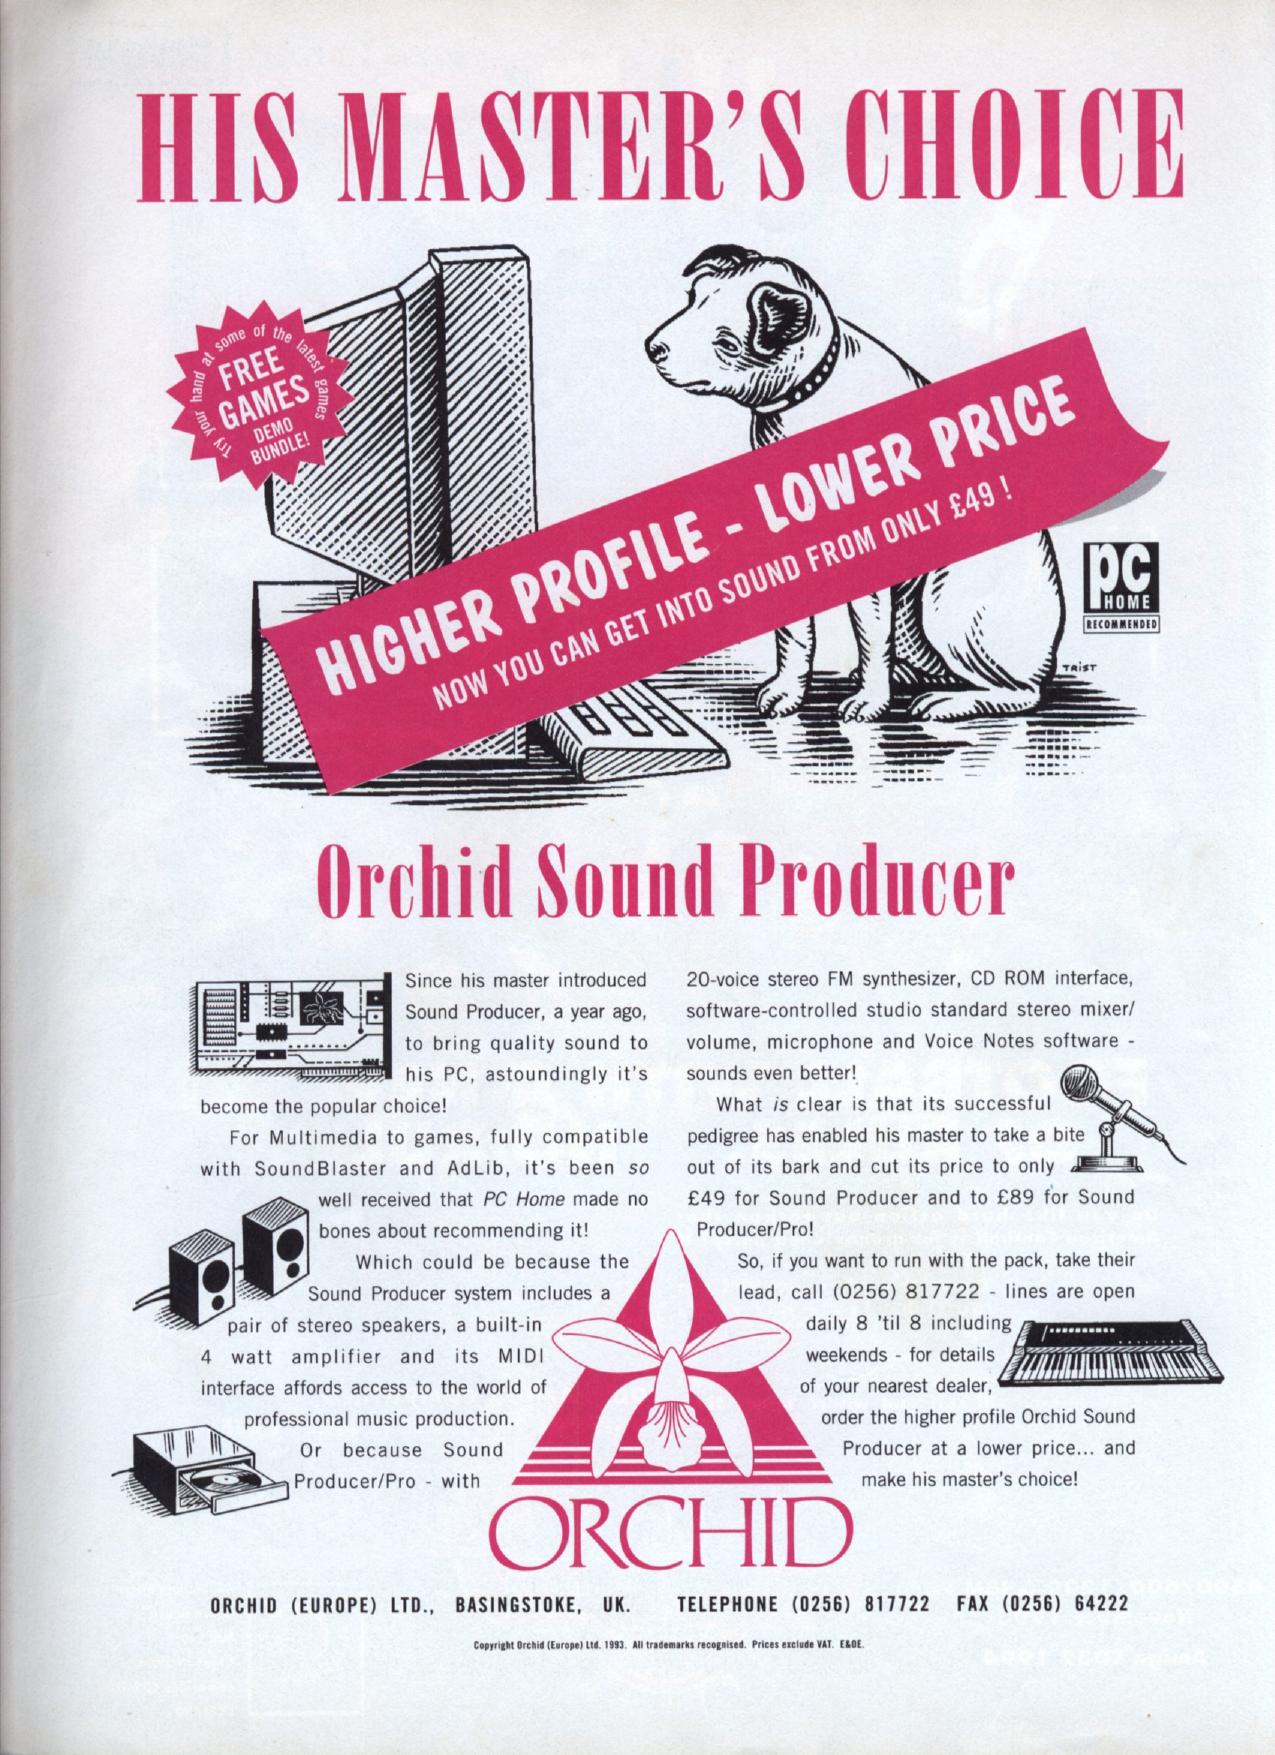 HIS MASTER'S CHOICE
Try your hand at some of the latest games
FREE
GAMES
DEMO
BUNDLE!
HIGHER PROFILE - LOWER PRICE
NOW YOU CAN GET INTO SOUND FROM ONLY £49 !
pc
HOME
RECOMMENDED
TRIST
Orchid Sound Producer
Since his master introduced
Sound Producer, a year ago,
to bring quality sound to
his PC, astoundingly it's
become the popular choice!
For Multimedia to games, fully compatible
with SoundBlaster and AdLib, it's been so
well received that PC Home made no
bones about recommending it!
Which could be because the
Sound Producer system includes a
pair of stereo speakers, a built-in
4 watt amplifier and its MIDI
interface affords access to the world of
professional music production.
Or because Sound
Producer/Pro - with
20-voice stereo FM synthesizer, CD ROM interface,
software-controlled studio standard stereo mixer/
volume, microphone and Voice Notes software -
sounds even better!
What is clear is that its successful
pedigree has enabled his master to take a bite
out of its bark and cut its price to only
£49 for Sound Producer and to £89 for Sound
Producer/Pro!
So, if you want to run with the pack, take their
lead, call (0256) 817722 - lines are open
daily 8 'til 8 including
weekends - for details
of your nearest dealer,
order the higher profile Orchid Sound
Producer at a lower price... and
make his master's choice!
ORCHID
ORCHID (EUROPE) LTD., BASINGSTOKE, UK. TELEPHONE (0256) 817722 FAX (0256) 64222
Copyright Orchid (Europe) Ltd. 1993. All trademarks recognised. Prices exclude VAT. E&OE.